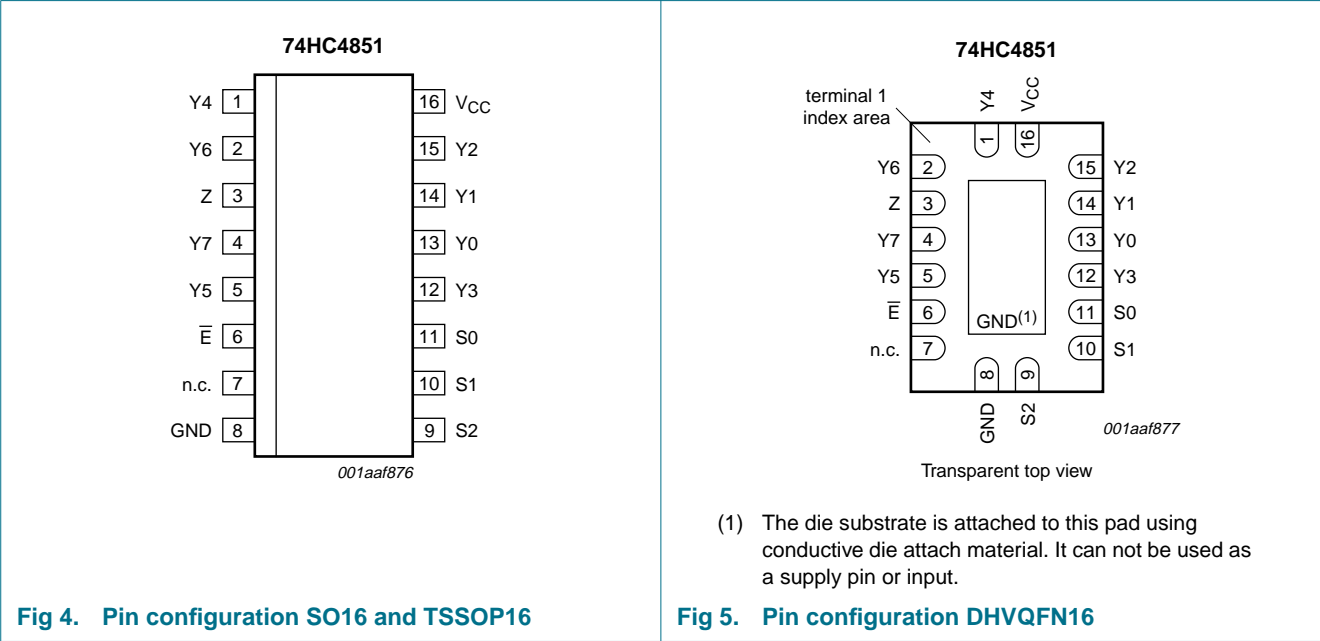 74HC4851
Y4 1 16 VCC
Y6 2 15 Y2
Z 3 14 Y1
Y7 4 13 Y0
Y5 5 12 Y3
E̅ 6 11 S0
n.c. 7 10 S1
GND 8 9 S2
001aaf876
Fig 4. Pin configuration SO16 and TSSOP16
74HC4851
terminal 1
index area
Y4 VCC
1 16
Y6 2 15 Y2
Z 3 14 Y1
Y7 4 13 Y0
Y5 5 12 Y3
E̅ 6 11 S0
GND(1)
n.c. 7 10 S1
8 9
GND S2
001aaf877
Transparent top view
(1) The die substrate is attached to this pad using
conductive die attach material. It can not be used as
a supply pin or input.
Fig 5. Pin configuration DHVQFN16